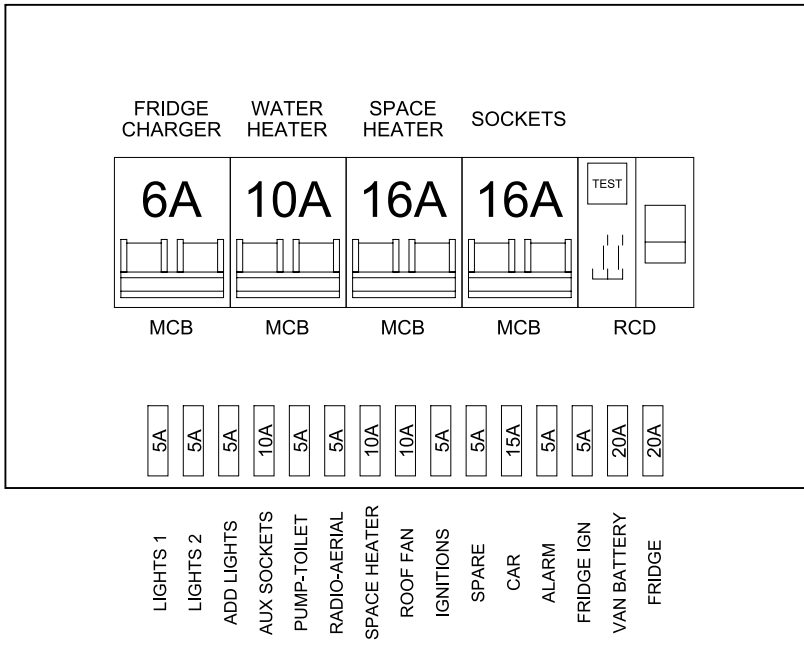 FRIDGE CHARGER
WATER HEATER
SPACE HEATER
SOCKETS
6A
10A
16A
16A
TEST
MCB
MCB
MCB
MCB
RCD
5A
5A
5A
10A
5A
5A
10A
10A
5A
5A
15A
5A
5A
20A
20A
LIGHTS 1
LIGHTS 2
ADD LIGHTS
AUX SOCKETS
PUMP-TOILET
RADIO-AERIAL
SPACE HEATER
ROOF FAN
IGNITIONS
SPARE
CAR
ALARM
FRIDGE IGN
VAN BATTERY
FRIDGE